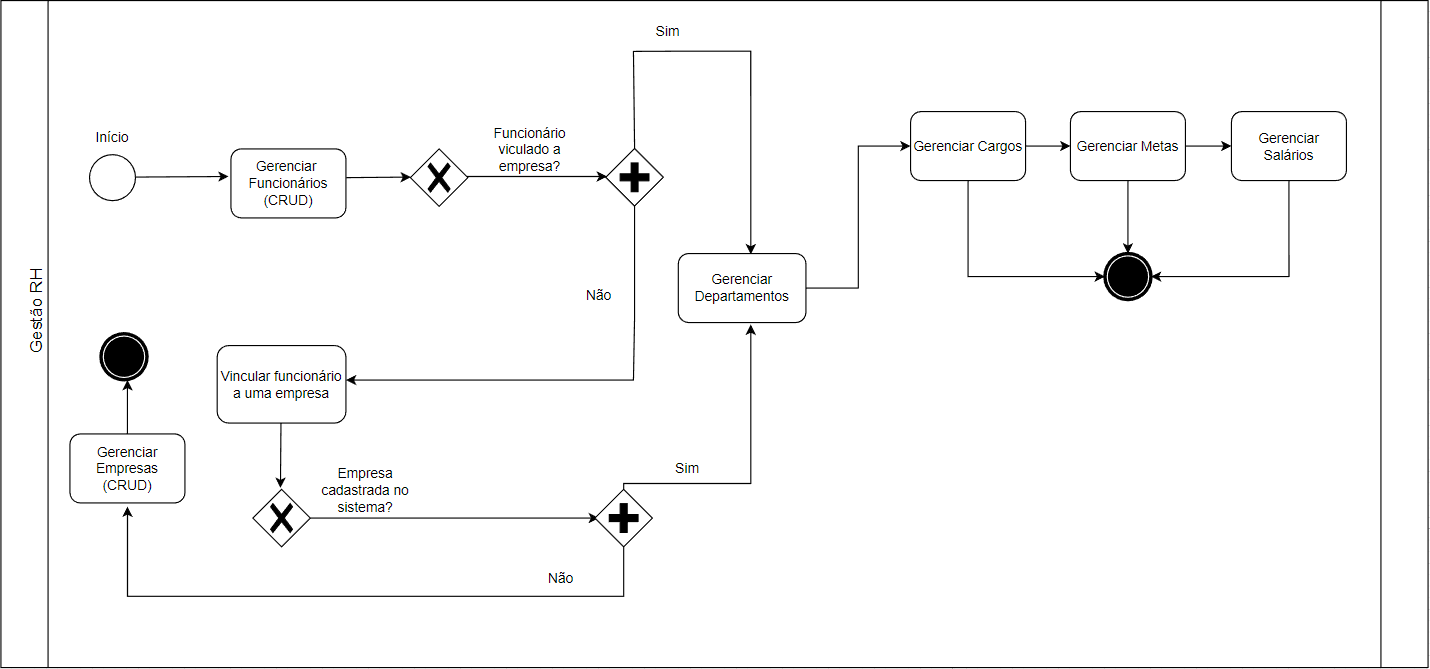 Gestão RH
Início
Gerenciar
Funcionários
(CRUD)
Funcionário
viculado a
empresa?
Sim
Não
Gerenciar
Departamentos
Gerenciar Cargos
Gerenciar Metas
Gerenciar
Salários
Vincular funcionário
a uma empresa
Empresa
cadastrada no
sistema?
Sim
Não
Gerenciar
Empresas
(CRUD)